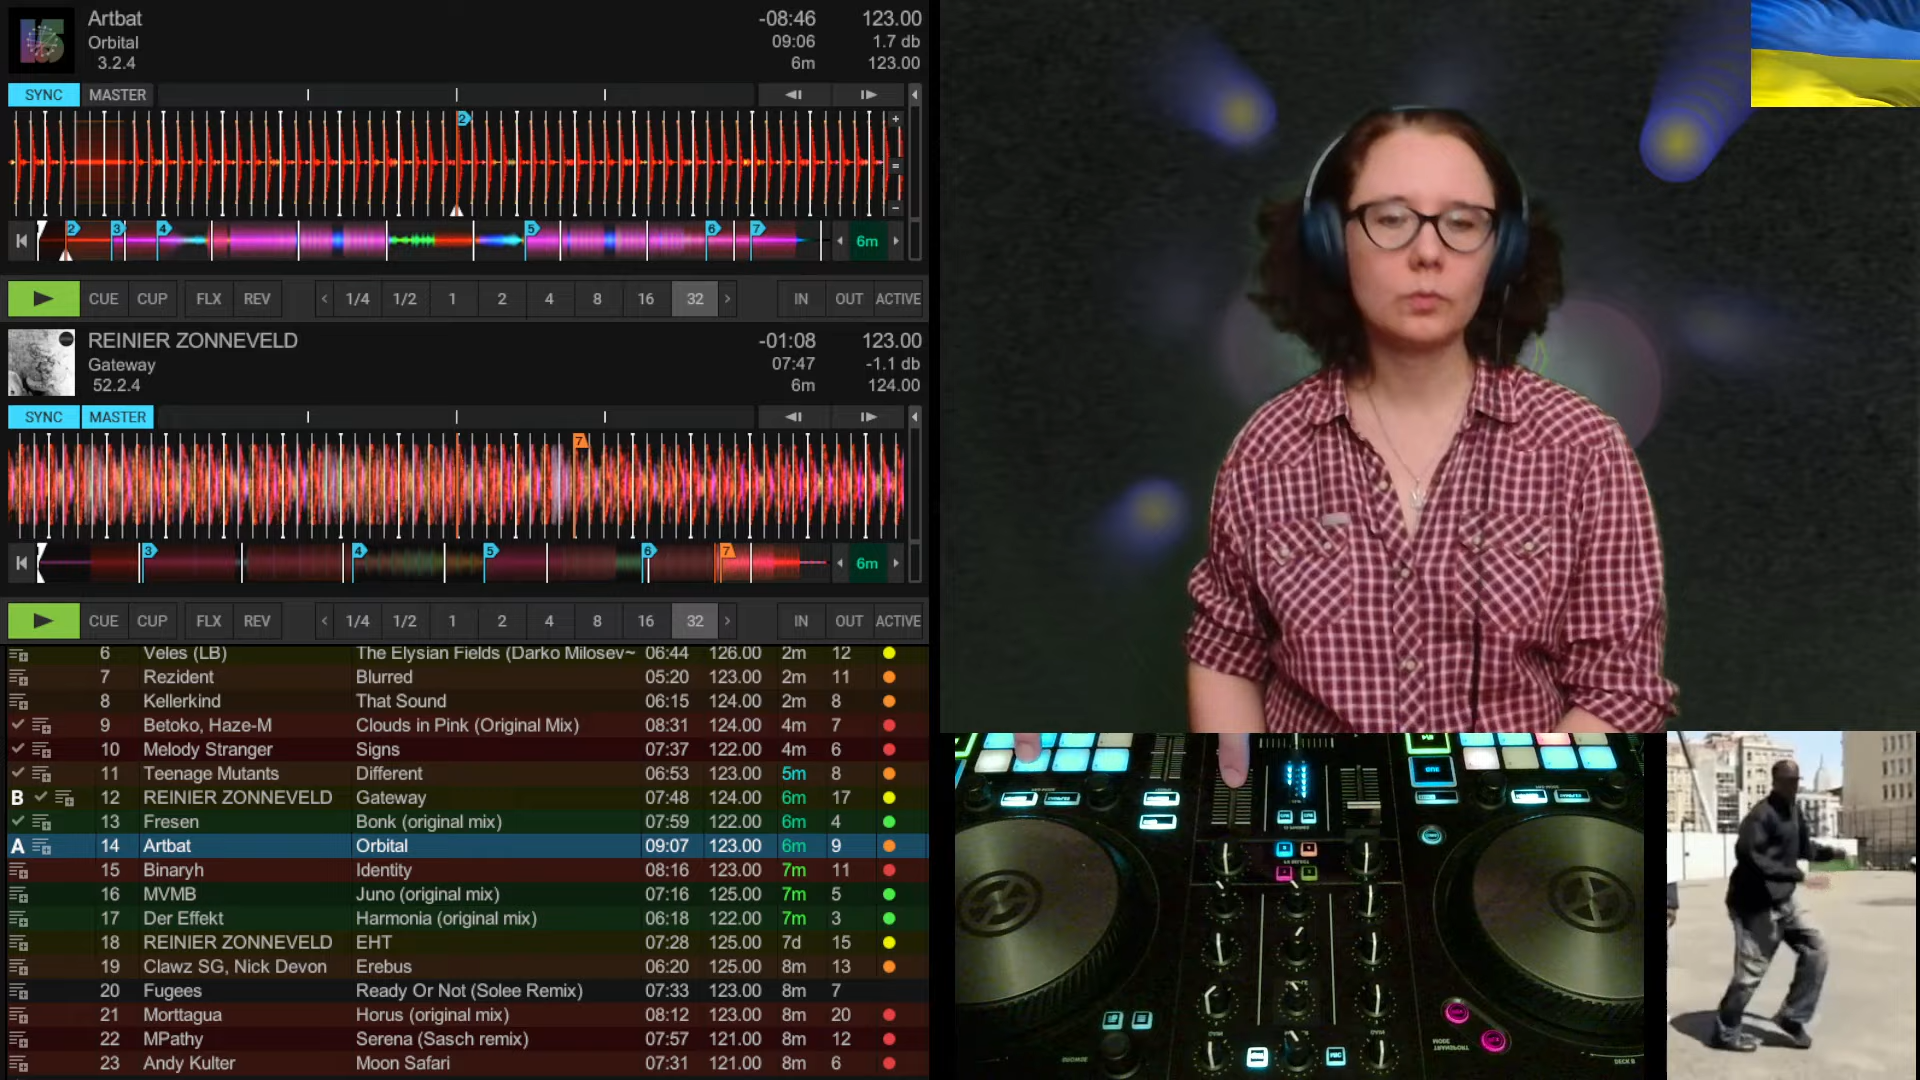 Artbat -08:46 123.00
Orbital 09:06 1.7 db
3.2.4 6m 123.00
SYNC MASTER
2
2 3 4 5 6 7 6m
CUE CUP FLX REV 1/4 1/2 1 2 4 8 16 32 IN OUT ACTIVE
REINIER ZONNEVELD -01:08 123.00
Gateway 07:47 -1.1 db
52.2.4 6m 124.00
SYNC MASTER
7
3 4 5 6 7 6m
CUE CUP FLX REV 1/4 1/2 1 2 4 8 16 32 IN OUT ACTIVE
6 Veles (LB) The Elysian Fields (Darko Milosev~ 06:44 126.00 2m 12
7 Rezident Blurred 05:20 123.00 2m 11
8 Kellerkind That Sound 06:15 124.00 2m 8
9 Betoko, Haze-M Clouds in Pink (Original Mix) 08:31 124.00 4m 7
10 Melody Stranger Signs 07:37 122.00 4m 6
11 Teenage Mutants Different 06:53 123.00 5m 8
B 12 REINIER ZONNEVELD Gateway 07:48 124.00 6m 17
13 Fresen Bonk (original mix) 07:59 122.00 6m 4
A 14 Artbat Orbital 09:07 123.00 6m 9
15 Binaryh Identity 08:16 123.00 7m 11
16 MVMB Juno (original mix) 07:16 125.00 7m 5
17 Der Effekt Harmonia (original mix) 06:18 122.00 7m 3
18 REINIER ZONNEVELD EHT 07:28 125.00 7d 15
19 Clawz SG, Nick Devon Erebus 06:20 125.00 8m 13
20 Fugees Ready Or Not (Solee Remix) 07:33 123.00 8m 7
21 Morttagua Horus (original mix) 08:12 123.00 8m 20
22 MPathy Serena (Sasch remix) 07:57 121.00 8m 12
23 Andy Kulter Moon Safari 07:31 121.00 8m 6